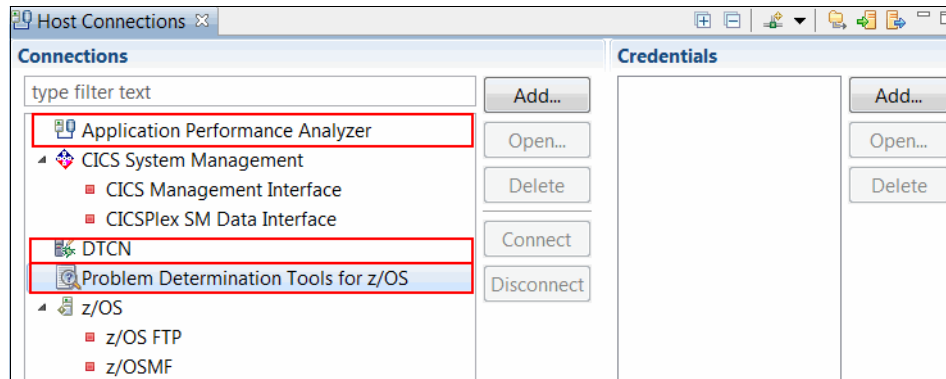 Host Connections
Connections
type filter text
Add...
Application Performance Analyzer
Open...
CICS System Management
CICS Management Interface
Delete
CICSPlex SM Data Interface
Connect
DTCN
Problem Determination Tools for z/OS
Disconnect
z/OS
z/OS FTP
z/OSMF
Credentials
Add...
Open...
Delete